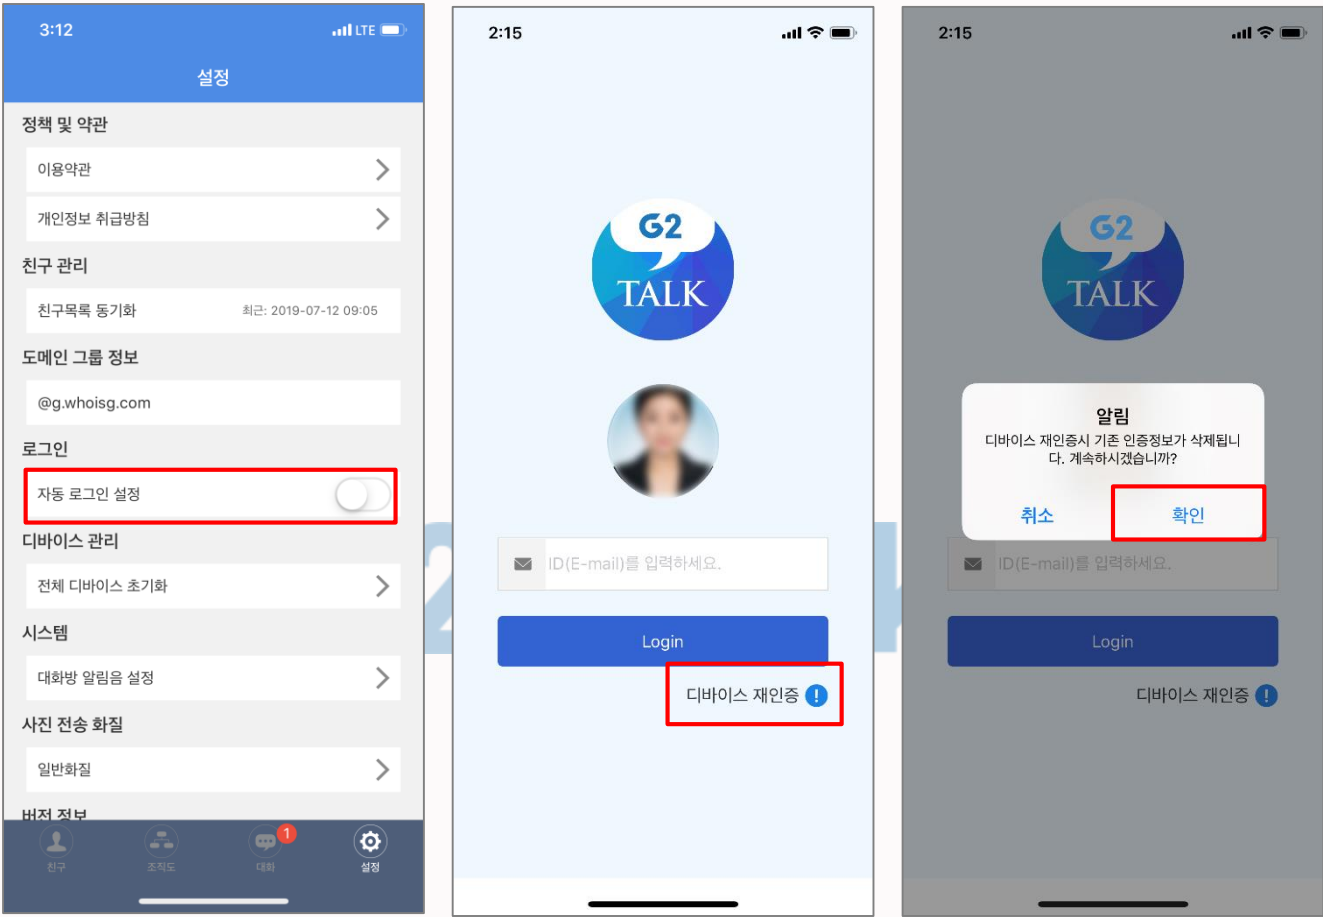 3:12
LTE
설정
정책 및 약관
이용약관
개인정보 취급방침
친구 관리
친구목록 동기화 최근: 2019-07-12 09:05
도메인 그룹 정보
@g.whoisg.com
로그인
자동 로그인 설정
디바이스 관리
전체 디바이스 초기화
시스템
대화방 알림음 설정
사진 전송 화질
일반화질
버전 정보
1
친구 조직도 대화 설정
2:15
G2
TALK
ID(E-mail)를 입력하세요.
Login
디바이스 재인증 !
2:15
G2
TALK
알림
디바이스 재인증시 기존 인증정보가 삭제됩니
다. 계속하시겠습니까?
취소 확인
ID(E-mail)를 입력하세요.
Login
디바이스 재인증 !